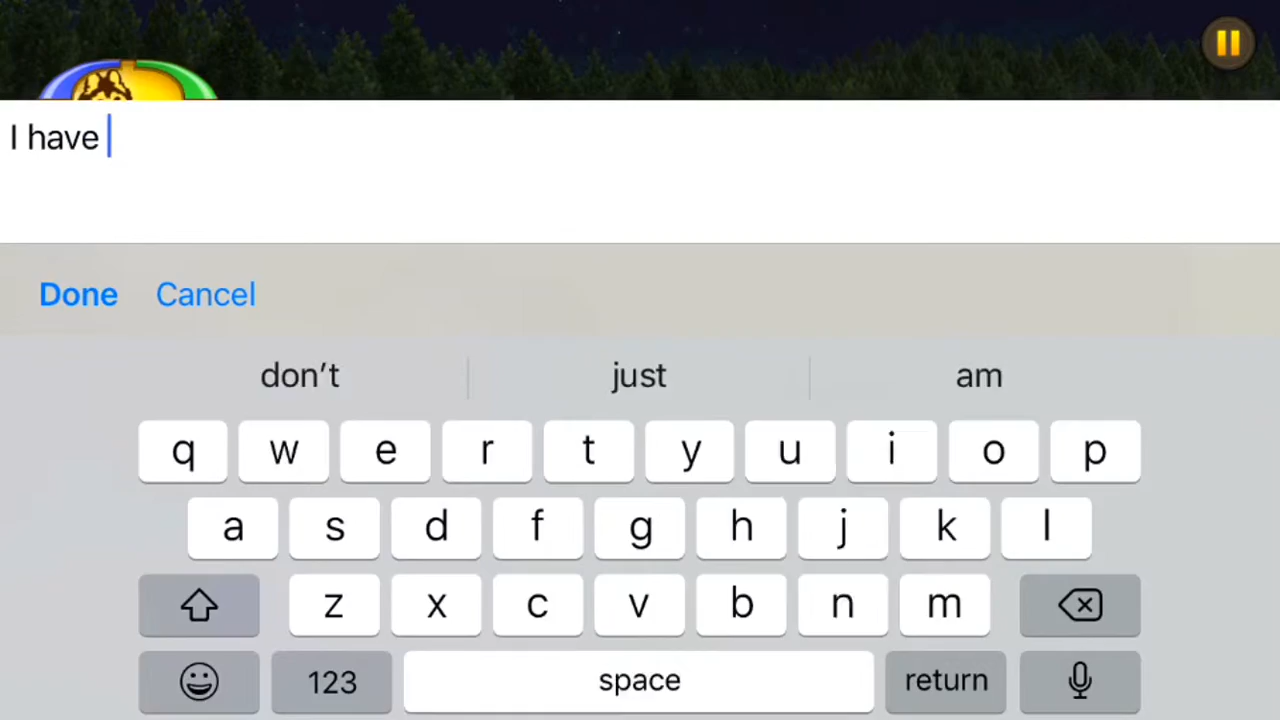 I have
Done Cancel
don’t just am
q w e r t y u i o p
a s d f g h j k l
z x c v b n m
123 space return